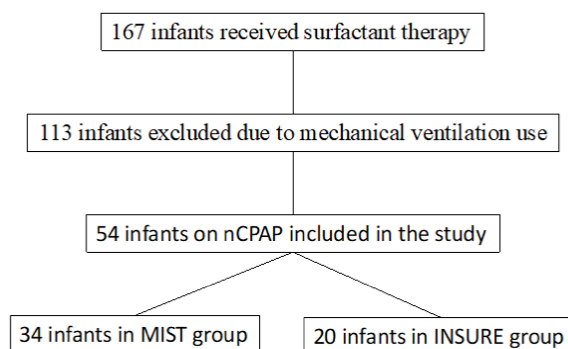 167 infants received surfactant therapy
113 infants excluded due to mechanical ventilation use
54 infants on nCPAP included in the study
34 infants in MIST group
20 infants in INSURE group